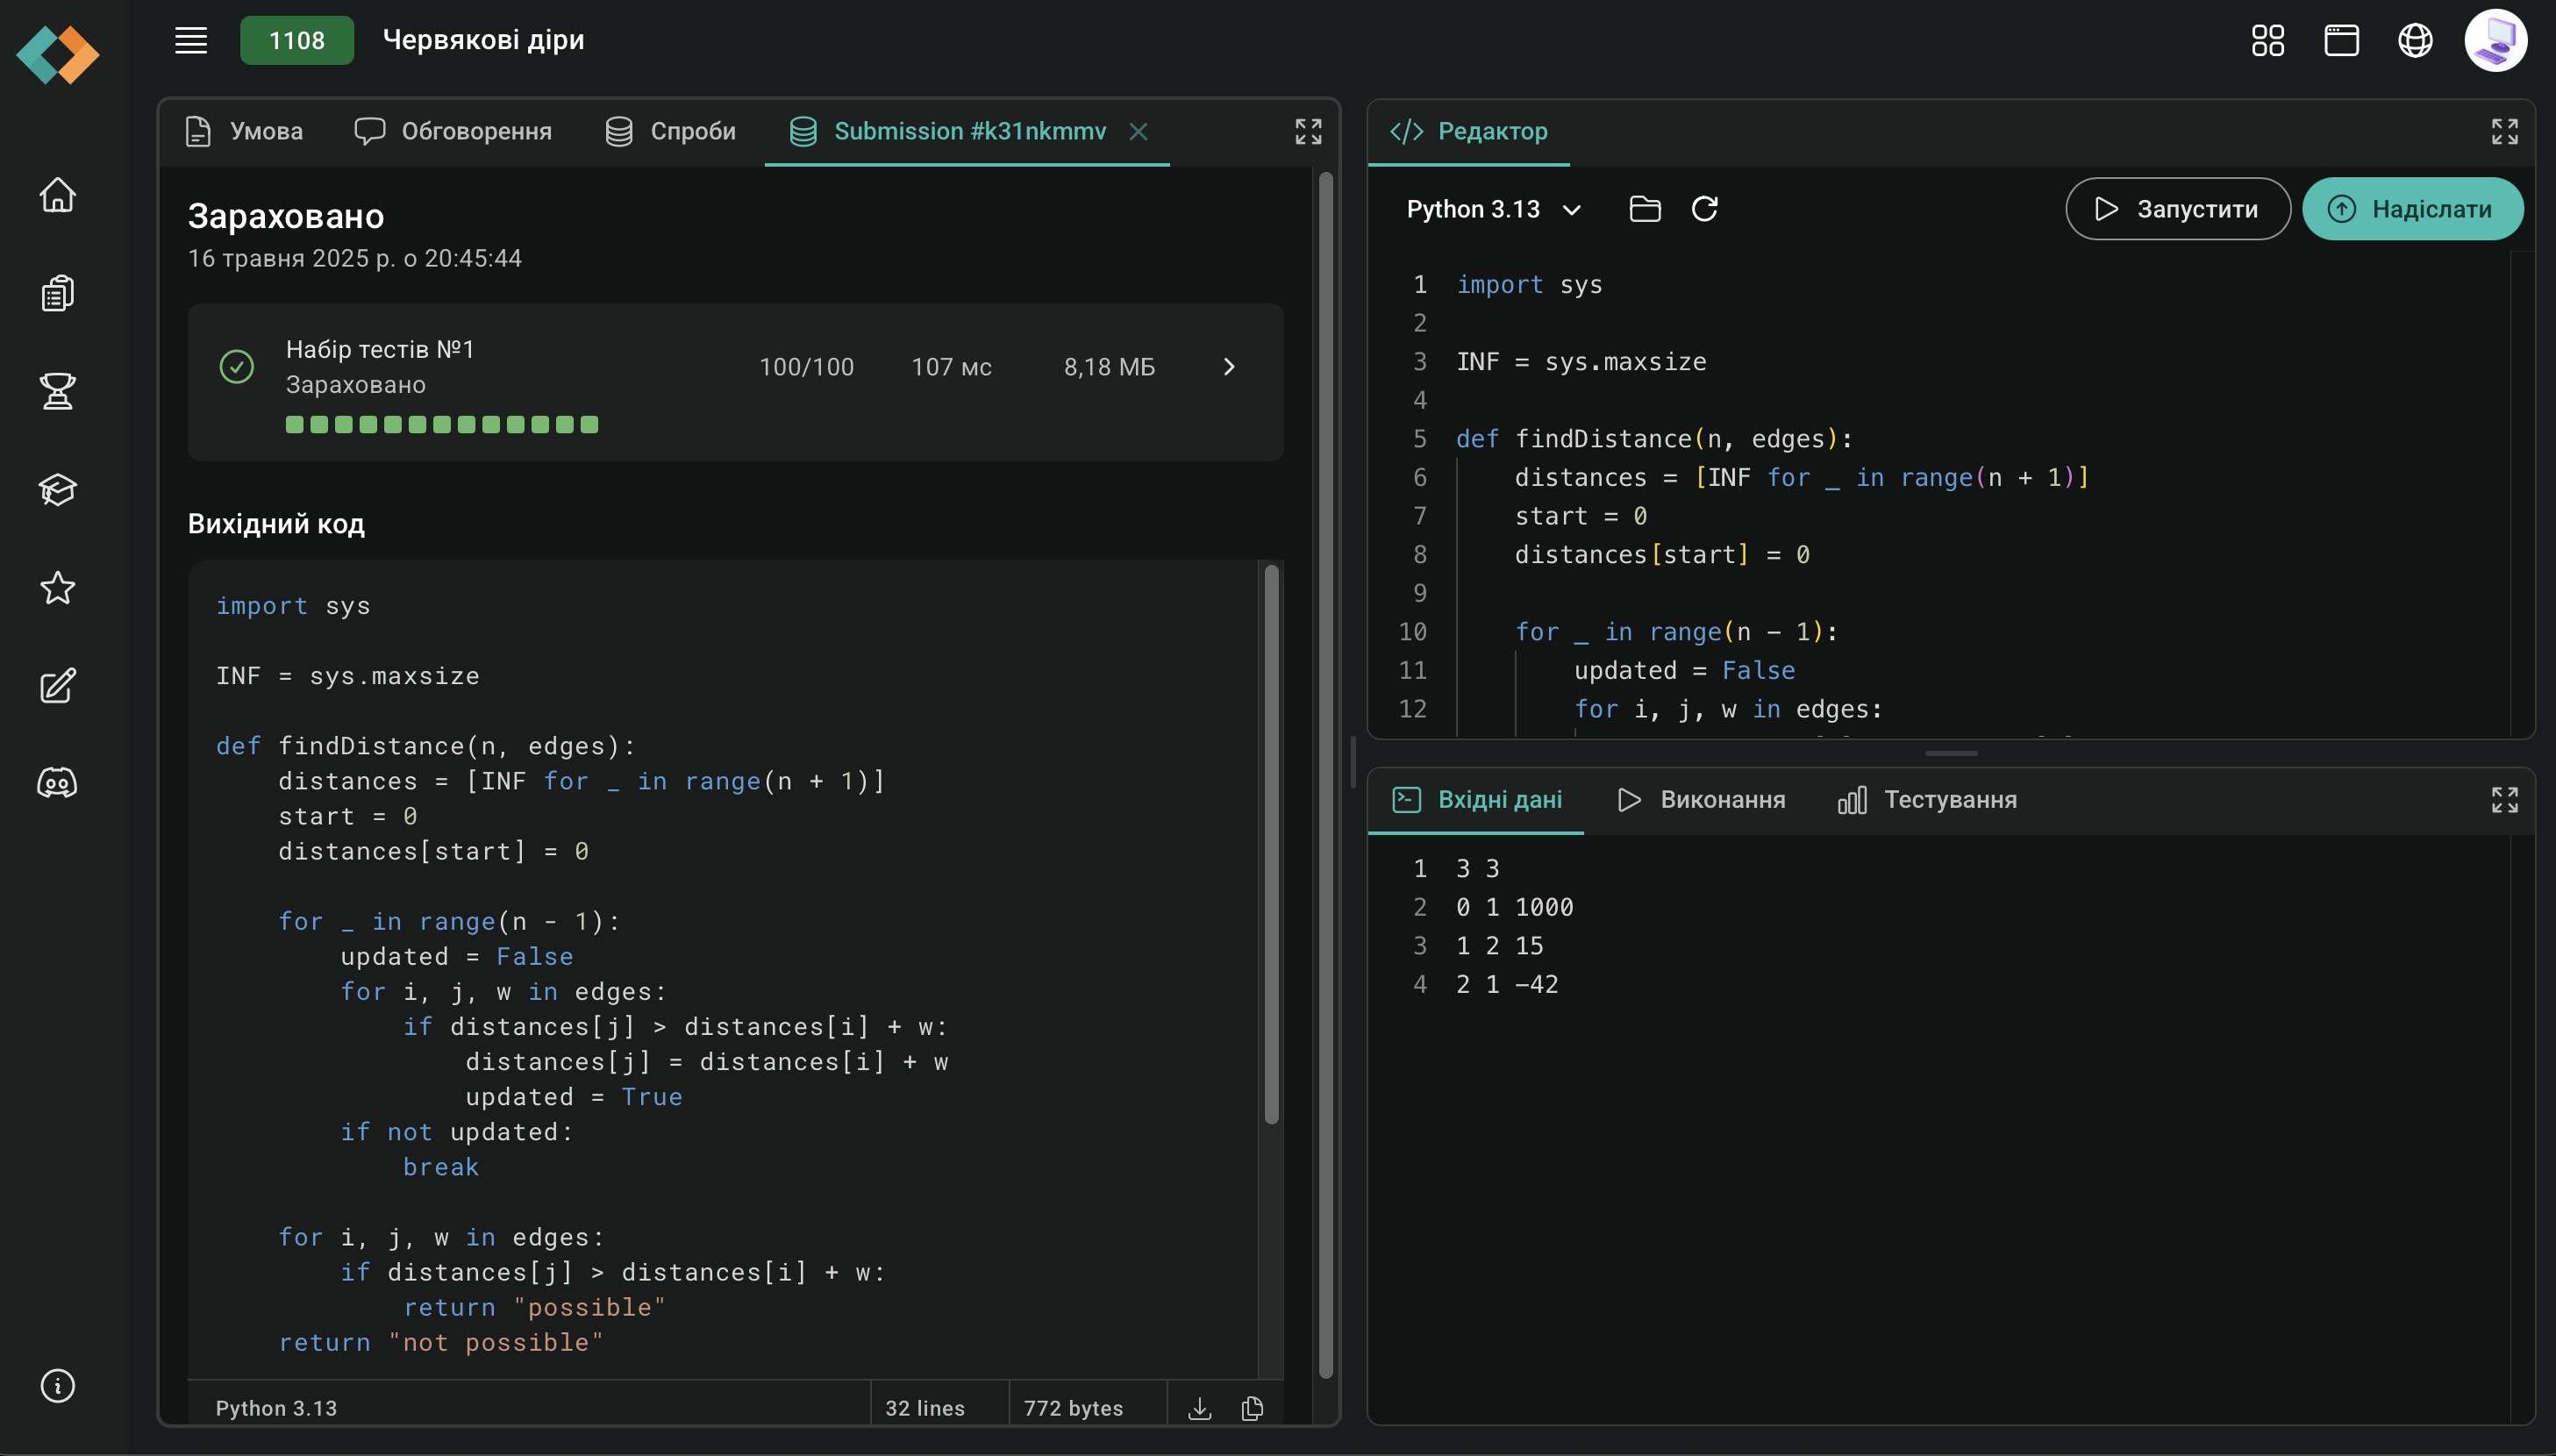 1108 Червякові діри
Умова Обговорення Спроби Submission #k31nkmmv
Зараховано
16 травня 2025 р. о 20:45:44
Набір тестів №1
Зараховано
100/100 107 мс 8,18 МБ
Вихідний код
import sys
INF = sys.maxsize
def findDistance(n, edges):
    distances = [INF for _ in range(n + 1)]
    start = 0
    distances[start] = 0
    for _ in range(n - 1):
        updated = False
        for i, j, w in edges:
            if distances[j] > distances[i] + w:
                distances[j] = distances[i] + w
                updated = True
        if not updated:
            break
    for i, j, w in edges:
        if distances[j] > distances[i] + w:
            return "possible"
    return "not possible"
Python 3.13 32 lines 772 bytes
Редактор
Python 3.13 Запустити Надіслати
1 import sys
2
3 INF = sys.maxsize
4
5 def findDistance(n, edges):
6     distances = [INF for _ in range(n + 1)]
7     start = 0
8     distances[start] = 0
9
10     for _ in range(n - 1):
11         updated = False
12         for i, j, w in edges:
Вхідні дані Виконання Тестування
1 3 3
2 0 1 1000
3 1 2 15
4 2 1 -42